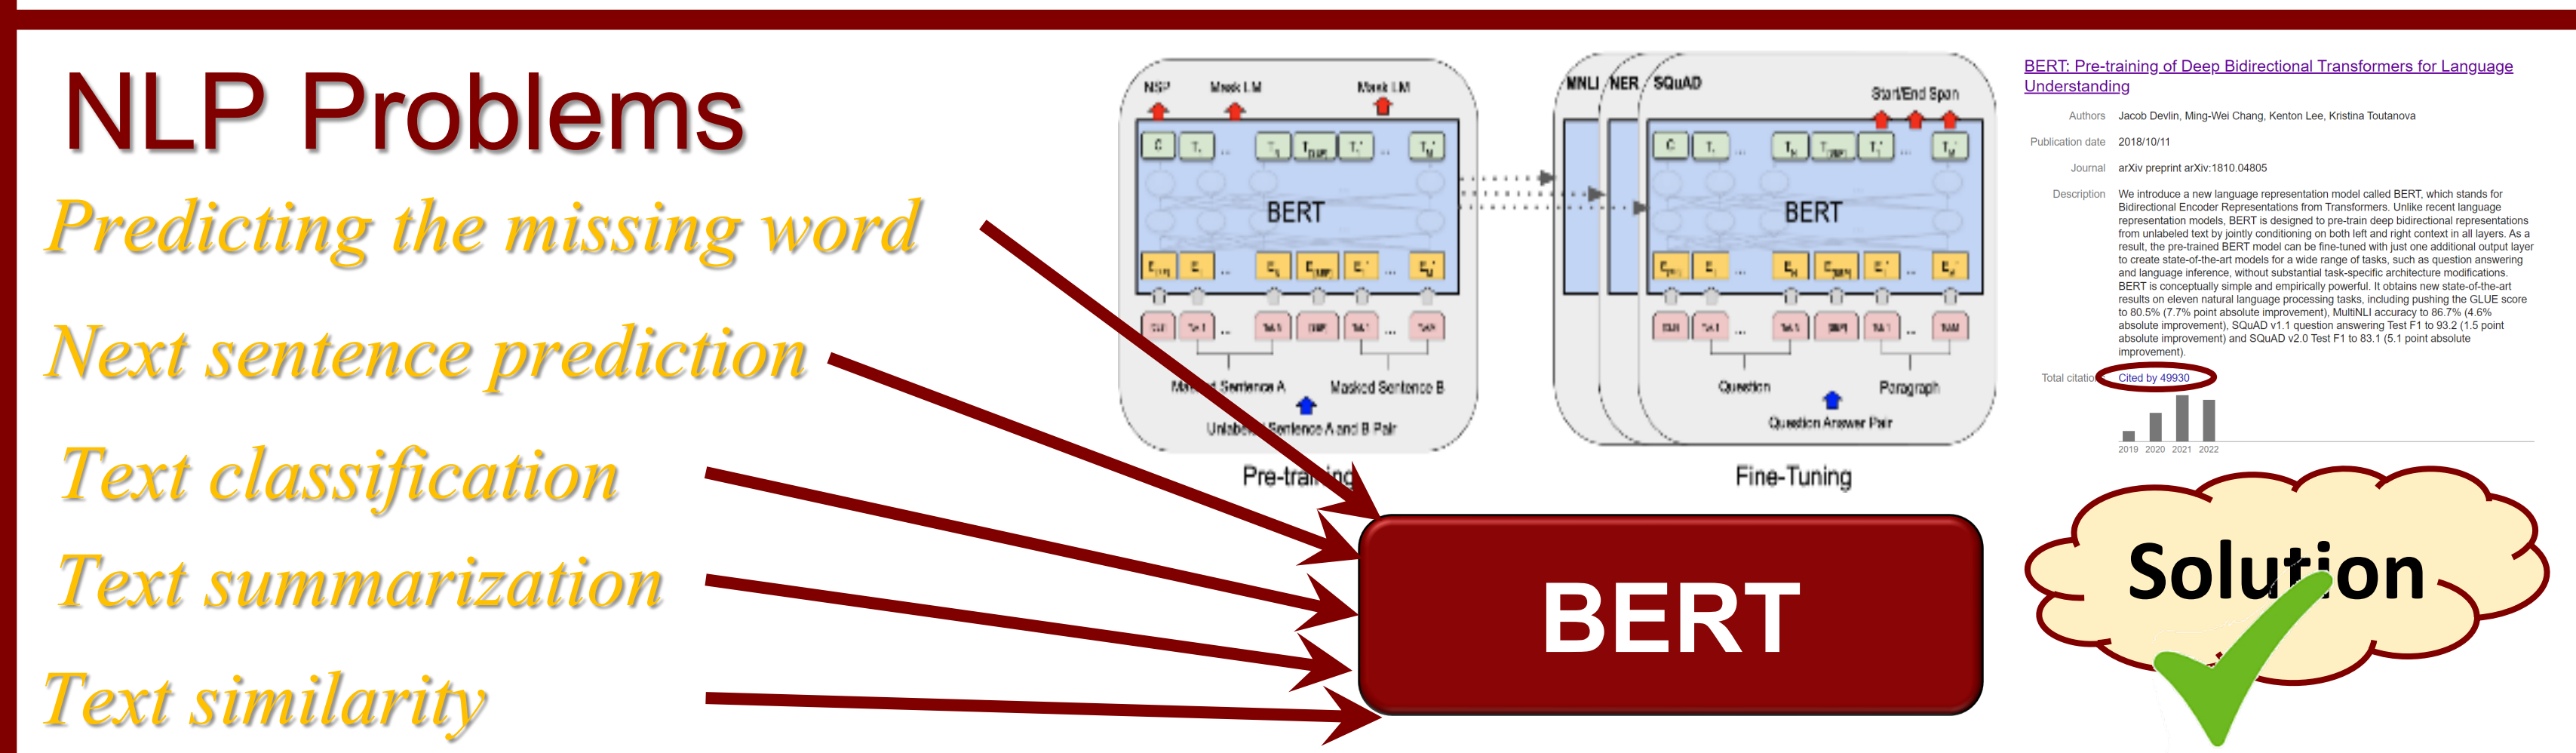 NLP Problems
Predicting the missing word
Next sentence prediction
Text classification
Text summarization
Text similarity
NSP Mask LM Mask LM
BERT
Masked Sentence A Masked Sentence B
Unlabeled Sentence A and B Pair
Pre-training
MNLI NER SQuAD
Start/End Span
BERT
Question Paragraph
Question Answer Pair
Fine-Tuning
BERT
BERT: Pre-training of Deep Bidirectional Transformers for Language
Understanding
Authors Jacob Devlin, Ming-Wei Chang, Kenton Lee, Kristina Toutanova
Publication date 2018/10/11
Journal arXiv preprint arXiv:1810.04805
Description We introduce a new language representation model called BERT, which stands for
Bidirectional Encoder Representations from Transformers. Unlike recent language
representation models, BERT is designed to pre-train deep bidirectional representations
from unlabeled text by jointly conditioning on both left and right context in all layers. As a
result, the pre-trained BERT model can be fine-tuned with just one additional output layer
to create state-of-the-art models for a wide range of tasks, such as question answering
and language inference, without substantial task-specific architecture modifications.
BERT is conceptually simple and empirically powerful. It obtains new state-of-the-art
results on eleven natural language processing tasks, including pushing the GLUE score
to 80.5% (7.7% point absolute improvement), MultiNLI accuracy to 86.7% (4.6%
absolute improvement), SQuAD v1.1 question answering Test F1 to 93.2 (1.5 point
absolute improvement) and SQuAD v2.0 Test F1 to 83.1 (5.1 point absolute
improvement).
Total citations Cited by 49930
2019 2020 2021 2022
Solution